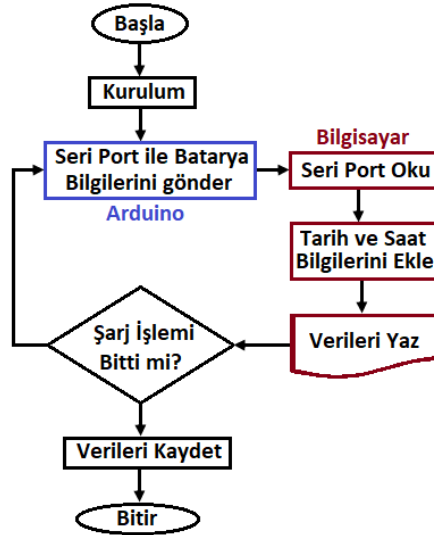 Başla
Kurulum
Seri Port ile Batarya
Bilgilerini gönder
Arduino
Bilgisayar
Seri Port Oku
Tarih ve Saat
Bilgilerini Ekle
Verileri Yaz
Şarj İşlemi
Bitti mi?
Verileri Kaydet
Bitir